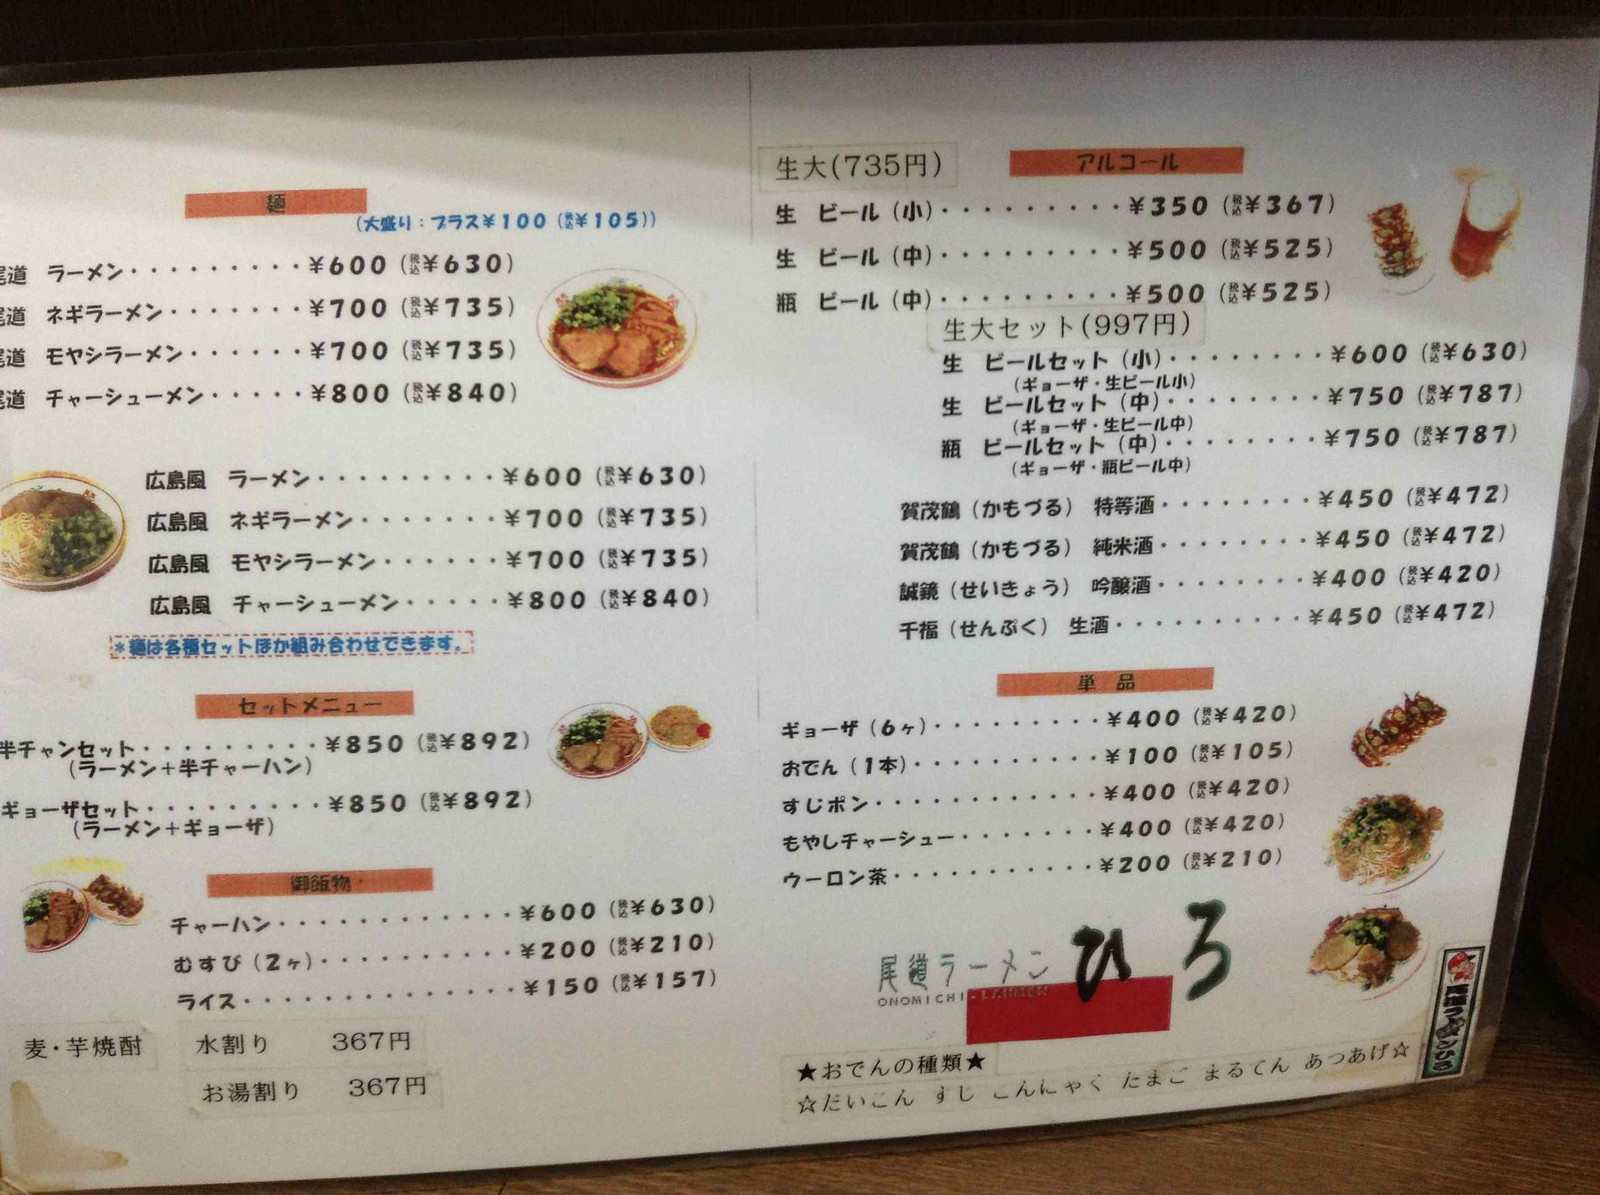 麺
(大盛り：プラス¥100(税込¥105))
尾道 ラーメン・・・・・・・・・¥600(税込¥630)
尾道 ネギラーメン・・・・・・・¥700(税込¥735)
尾道 モヤシラーメン・・・・・・¥700(税込¥735)
尾道 チャーシューメン・・・・・¥800(税込¥840)
広島風 ラーメン・・・・・・・・・¥600(税込¥630)
広島風 ネギラーメン・・・・・・・¥700(税込¥735)
広島風 モヤシラーメン・・・・・・¥700(税込¥735)
広島風 チャーシューメン・・・・・¥800(税込¥840)
*麺は各種セットほか組み合わせできます。
セットメニュー
半チャンセット・・・・・・・・・¥850(税込¥892)
(ラーメン+半チャーハン)
ギョーザセット・・・・・・・・・¥850(税込¥892)
(ラーメン+ギョーザ)
御飯物
チャーハン・・・・・・・・・・・・¥600(税込¥630)
むすび(2ヶ)・・・・・・・・・・¥200(税込¥210)
ライス・・・・・・・・・・・・・・¥150(税込¥157)
麦・芋焼酎 水割り 367円
お湯割り 367円
生大(735円)
アルコール
生 ビール(小)・・・・・・・・・¥350(税込¥367)
生 ビール(中)・・・・・・・・・¥500(税込¥525)
瓶 ビール(中)・・・・・・・・・¥500(税込¥525)
生大セット(997円)
生 ビールセット(小)・・・・・・・・¥600(税込¥630)
(ギョーザ・生ビール小)
生 ビールセット(中)・・・・・・・・¥750(税込¥787)
(ギョーザ・生ビール中)
瓶 ビールセット(中)・・・・・・・・¥750(税込¥787)
(ギョーザ・瓶ビール中)
賀茂鶴(かもづる) 特等酒・・・・・・・・¥450(税込¥472)
賀茂鶴(かもづる) 純米酒・・・・・・・・¥450(税込¥472)
誠鏡(せいきょう) 吟醸酒・・・・・・・・¥400(税込¥420)
千福(せんぷく) 生酒・・・・・・・・・・¥450(税込¥472)
単品
ギョーザ(6ヶ)・・・・・・・・・¥400(税込¥420)
おでん(1本)・・・・・・・・・・¥100(税込¥105)
すじポン・・・・・・・・・・・・¥400(税込¥420)
もやしチャーシュー・・・・・・・¥400(税込¥420)
ウーロン茶・・・・・・・・・・・¥200(税込¥210)
尾道ラーメン ひろ
ONOMICHI-LAHMEN
尾道ラーメンひろ
★おでんの種類★
☆だいこん すじ こんにゃく たまご まるてん あつあげ☆